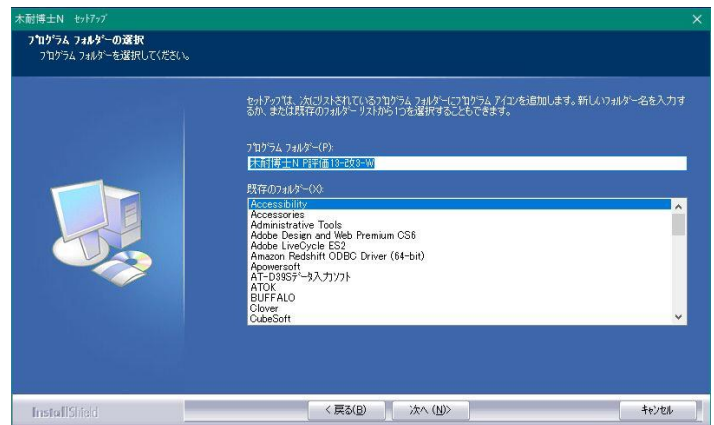 木耐博士N ｾｯﾄｱｯﾌﾟ
ﾌﾟﾛｸﾞﾗﾑ ﾌｫﾙﾀﾞｰの選択
ﾌﾟﾛｸﾞﾗﾑ ﾌｫﾙﾀﾞｰを選択してください。
ｾｯﾄｱｯﾌﾟは、次にリストされているﾌﾟﾛｸﾞﾗﾑ ﾌｫﾙﾀﾞｰにﾌﾟﾛｸﾞﾗﾑ ｱｲｺﾝを追加します。新しいﾌｫﾙﾀﾞｰ名を入力す
るか、または既存のﾌｫﾙﾀﾞｰ ﾘｽﾄから1つを選択することもできます。
ﾌﾟﾛｸﾞﾗﾑ ﾌｫﾙﾀﾞｰ(P):
木耐博士N P評価13-改3-W
既存のﾌｫﾙﾀﾞｰ(X):
Accessibility
Accessories
Administrative Tools
Adobe Design and Web Premium CS6
Adobe LiveCycle ES2
Amazon Redshift ODBC Driver (64-bit)
Apowersoft
AT-D39Sﾃﾞｰﾀ入力ｿﾌﾄ
ATOK
BUFFALO
Clover
CubeSoft
InstallShield
< 戻る(B)
次へ (N)>
ｷｬﾝｾﾙ